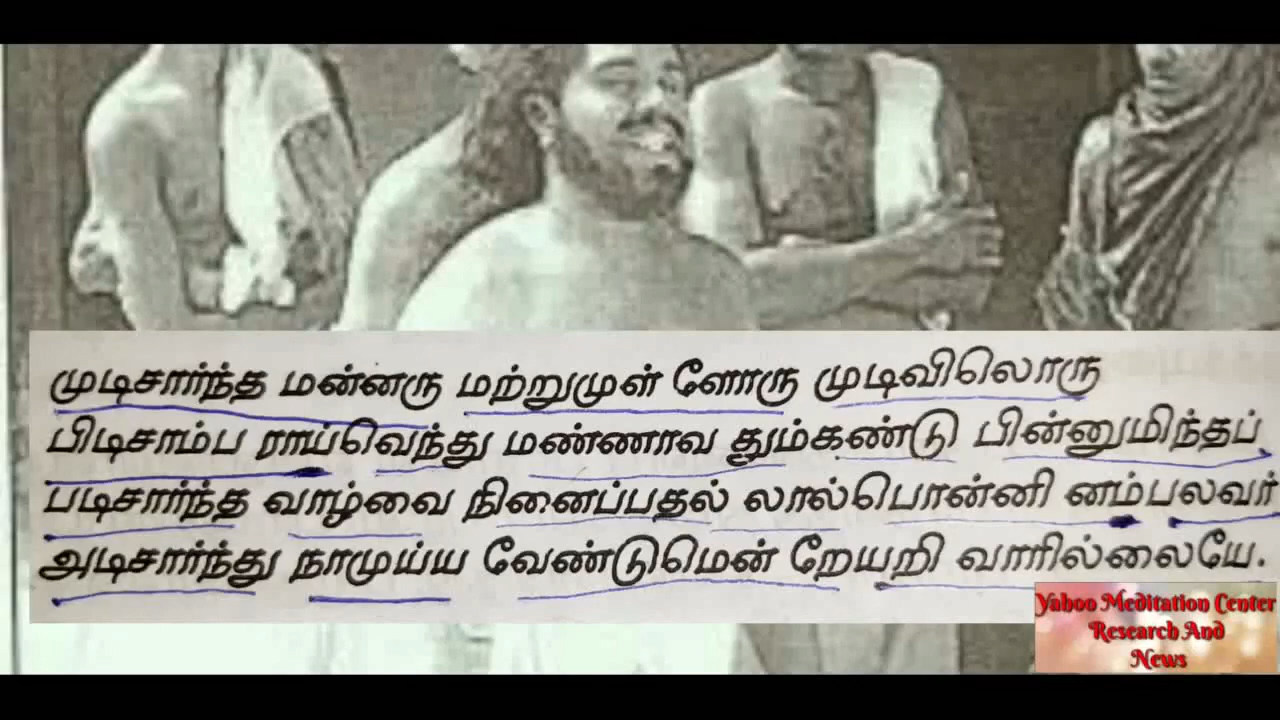 முடிசார்ந்த மன்னரு மற்றுமுள் ளோரு முடிவிலொரு
பிடிசாம்ப ராய்வெந்து மண்ணாவ துங்கண்டு பின்னுமிந்தப்
படிசார்ந்த வாழ்வை நினைப்பதல் லால்பொன்னி னம்பலவர்
அடிசார்ந்து நாமுய்ய வேண்டுமென் றேயறி வாரில்லையே.
Yahoo Meditation Center
Research And
News